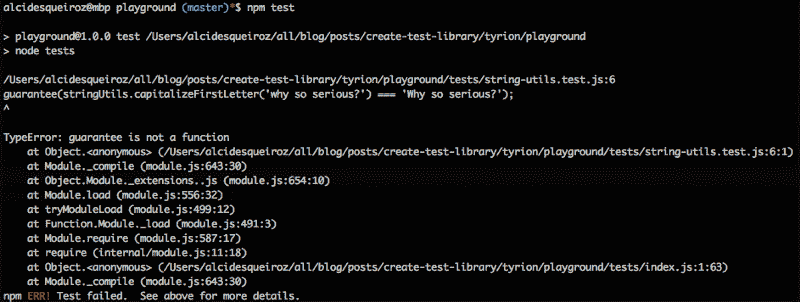 alcidesqueiroz@mbp playground (master)*$ npm test
> playground@1.0.0 test /Users/alcidesqueiroz/all/blog/posts/create-test-library/tyrion/playground
> node tests
/Users/alcidesqueiroz/all/blog/posts/create-test-library/tyrion/playground/tests/string-utils.test.js:6
guarantee(stringUtils.capitalizeFirstLetter('why so serious?') === 'Why so serious?');
^
TypeError: guarantee is not a function
at Object.<anonymous> (/Users/alcidesqueiroz/all/blog/posts/create-test-library/tyrion/playground/tests/string-utils.test.js:6:1)
at Module._compile (module.js:643:30)
at Object.Module._extensions..js (module.js:654:10)
at Module.load (module.js:556:32)
at tryModuleLoad (module.js:499:12)
at Function.Module._load (module.js:491:3)
at Module.require (module.js:587:17)
at require (internal/module.js:11:18)
at Object.<anonymous> (/Users/alcidesqueiroz/all/blog/posts/create-test-library/tyrion/playground/tests/index.js:1:63)
at Module._compile (module.js:643:30)
npm ERR! Test failed.  See above for more details.